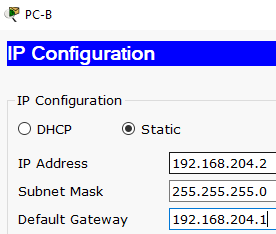 PC-B
IP Configuration
IP Configuration
DHCP Static
IP Address 192.168.204.2
Subnet Mask 255.255.255.0
Default Gateway 192.168.204.1